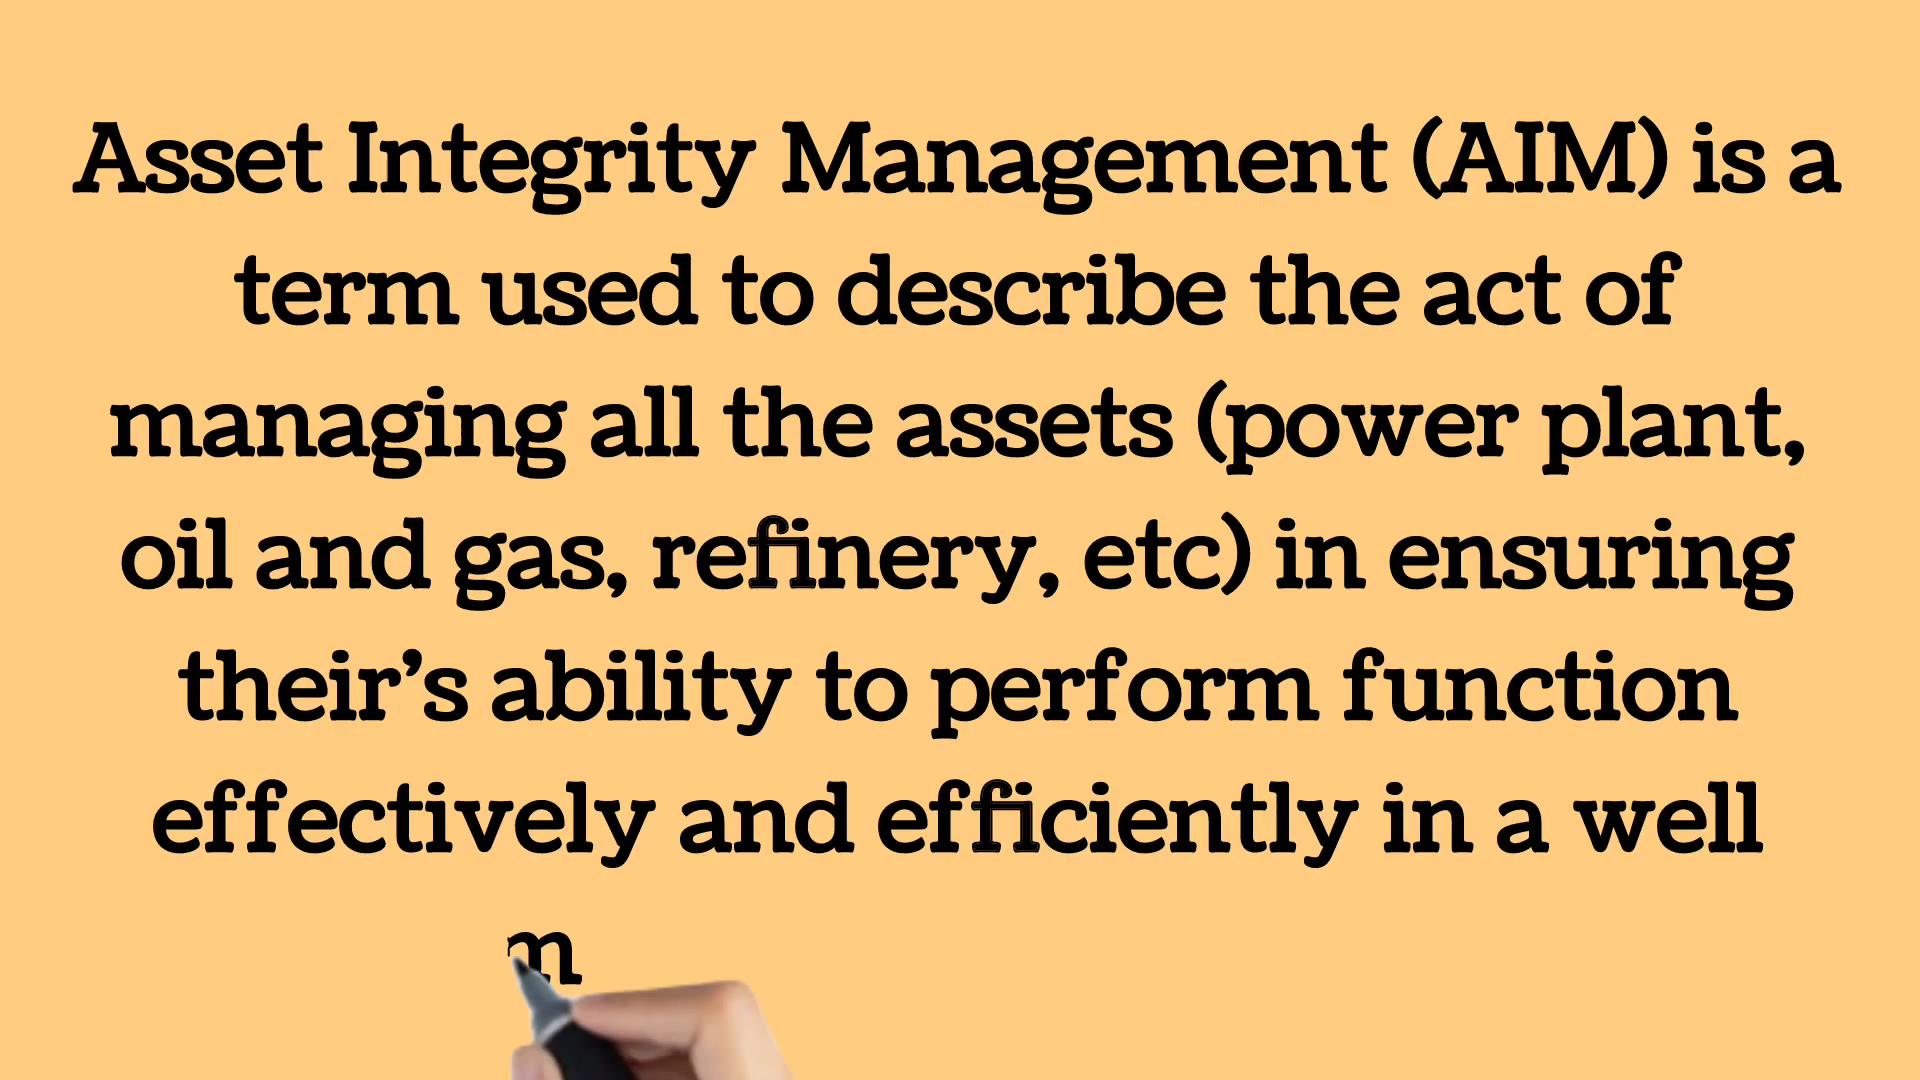 Asset Integrity Management (AIM) is a
term used to describe the act of
managing all the assets (power plant,
oil and gas, refinery, etc) in ensuring
their’s ability to perform function
effectively and efficiently in a well
m